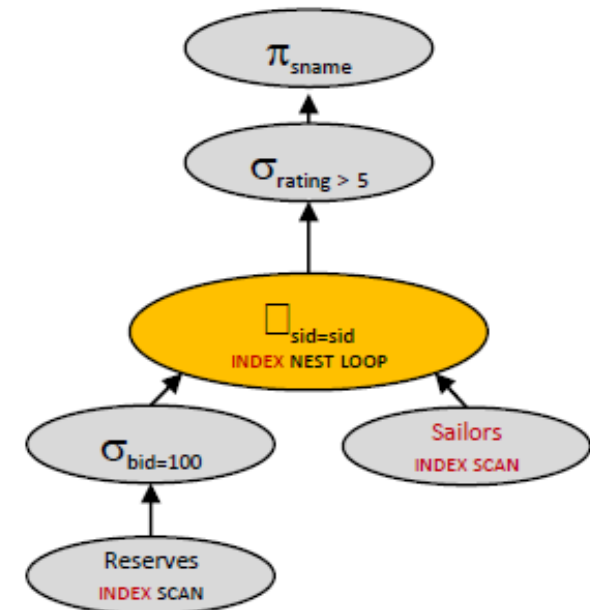 π sname
σ rating > 5
□ sid=sid
INDEX NEST LOOP
σ bid=100
Sailors
INDEX SCAN
Reserves
INDEX SCAN